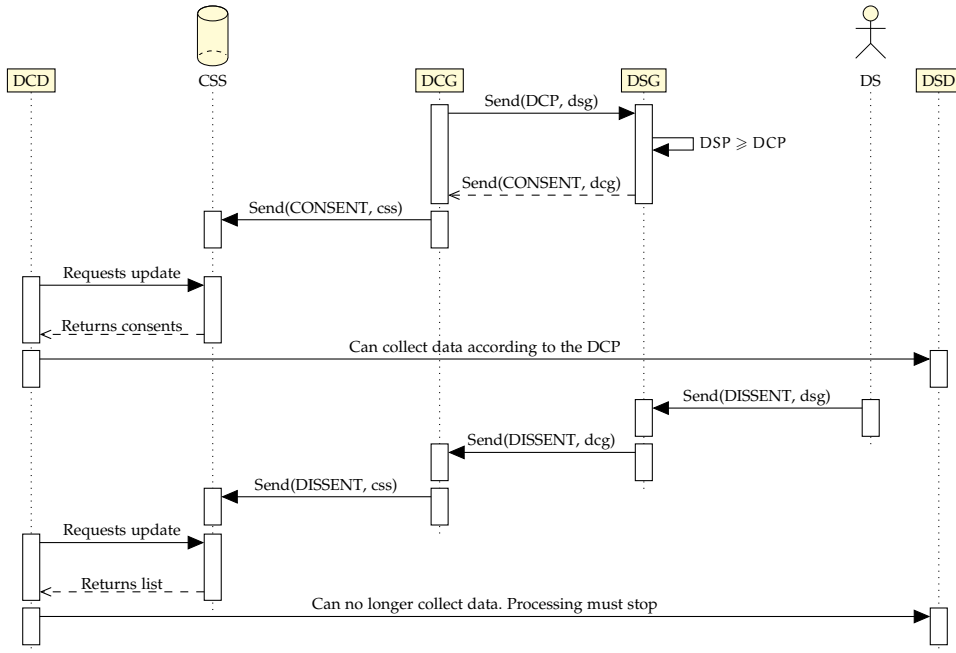 DCD
CSS
DCG
DSG
DS
DSD
Send(DCP, dsg)
DSP ⩾ DCP
Send(CONSENT, dcg)
Send(CONSENT, css)
Requests update
Returns consents
Can collect data according to the DCP
Send(DISSENT, dsg)
Send(DISSENT, dcg)
Send(DISSENT, css)
Requests update
Returns list
Can no longer collect data. Processing must stop